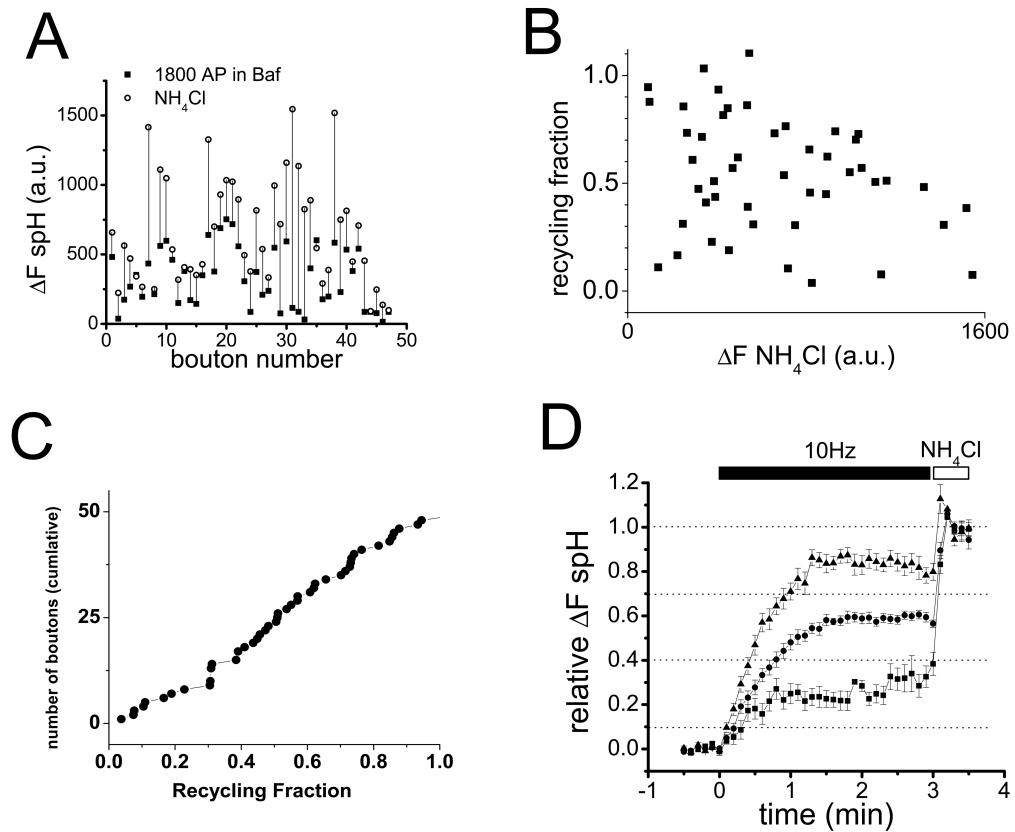 A
1800 AP in Baf
NH4Cl
1500
1000
500
0
ΔF spH (a.u.)
0 10 20 30 40 50
bouton number
B
1.0
0.5
0.0
recycling fraction
0 1600
ΔF NH4Cl (a.u.)
C
50
25
0
number of boutons (cumlative)
0.0 0.2 0.4 0.6 0.8 1.0
Recycling Fraction
D
10Hz NH4Cl
1.2
1.0
0.8
0.6
0.4
0.2
0.0
relative ΔF spH
-1 0 1 2 3 4
time (min)